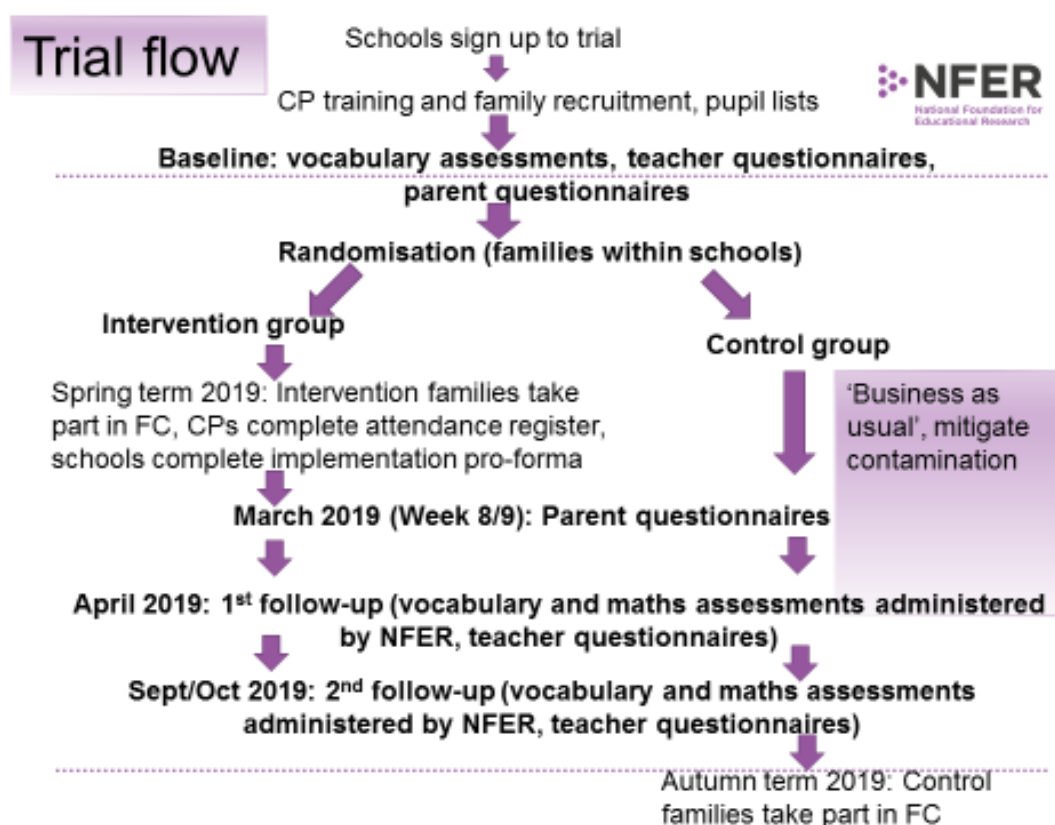 Trial flow
Schools sign up to trial
NFER
National Foundation for
Educational Research
CP training and family recruitment, pupil lists
Baseline: vocabulary assessments, teacher questionnaires,
parent questionnaires
Randomisation (families within schools)
Intervention group
Control group
Spring term 2019: Intervention families take
part in FC, CPs complete attendance register,
schools complete implementation pro-forma
‘Business as
usual’, mitigate
contamination
March 2019 (Week 8/9): Parent questionnaires
April 2019: 1st follow-up (vocabulary and maths assessments administered
by NFER, teacher questionnaires)
Sept/Oct 2019: 2nd follow-up (vocabulary and maths assessments
administered by NFER, teacher questionnaires)
Autumn term 2019: Control
families take part in FC